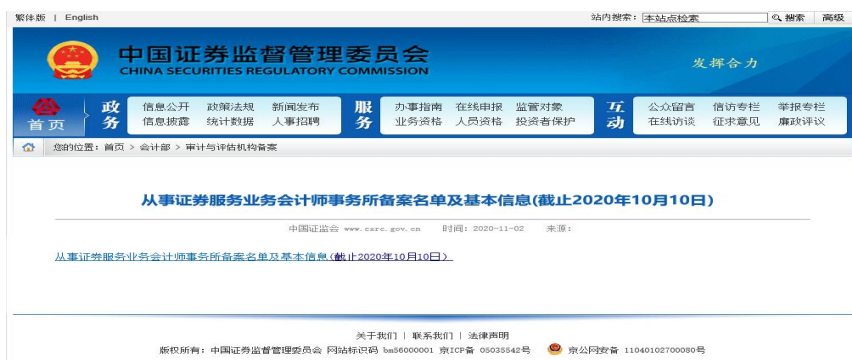 繁体版 | English 站内搜索: 本站点检索 搜索 高级
中国证券监督管理委员会
CHINA SECURITIES REGULATORY COMMISSION
发挥合力
首页
政务
信息公开 政策法规 新闻发布
信息披露 统计数据 人事招聘
服务
办事指南 在线申报 监管对象
业务资格 人员资格 投资者保护
互动
公众留言 信访专栏 举报专栏
在线访谈 征求意见 廉政评议
您的位置：首页 > 会计部 > 审计与评估机构备案
从事证券服务业务会计师事务所备案名单及基本信息(截止2020年10月10日)
中国证监会 www.csrc.gov.cn 时间：2020-11-02 来源：
从事证券服务业务会计师事务所备案名单及基本信息(截止2020年10月10日)
关于我们 | 联系我们 | 法律声明
版权所有：中国证券监督管理委员会 网站标识码 bm56000001 京ICP备 05035542号 京公网安备 11040102700080号